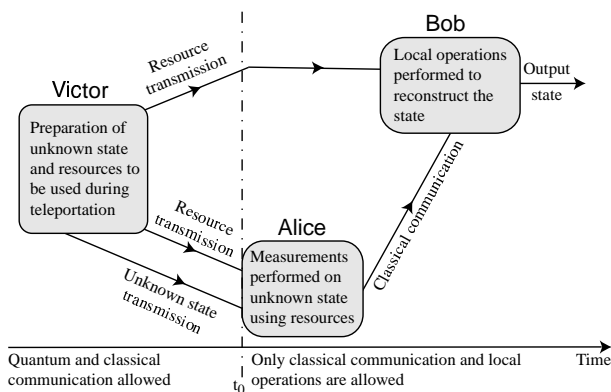 Bob
Local operations
performed to
reconstruct the
state
Output
state
Resource
transmission
Victor
Preparation of
unknown state
and resources to
be used during
teleportation
Resource
transmission
Unknown state
transmission
Alice
Measurements
performed on
unknown state
using resources
Classical communication
Quantum and classical
communication allowed
t0
Only classical communication and local
operations are allowed
Time